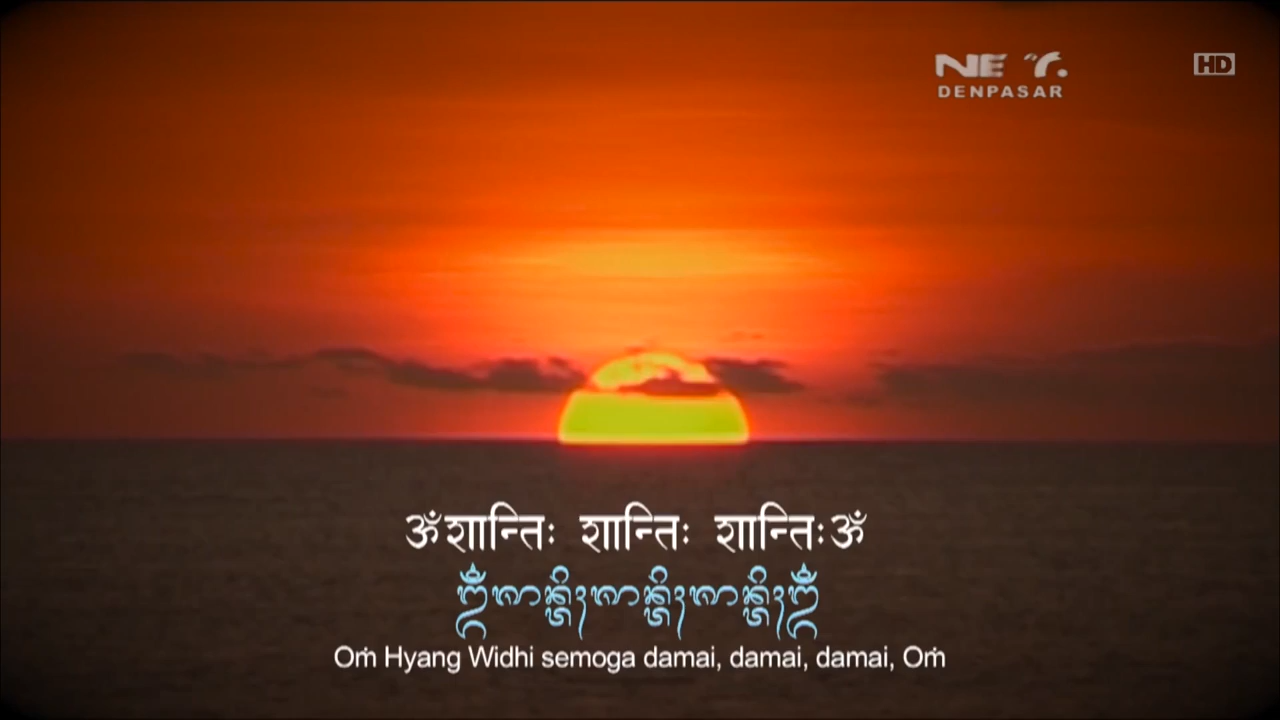 NET.
DENPASAR
HD
ॐ शान्तिः शान्तिः शान्तिः ॐ
ᬒᬁᬰᬵᬦ᭄ᬢᬶᬄᬰᬵᬦ᭄ᬢᬶᬄᬰᬵᬦ᭄ᬢᬶᬄᬒᬁ
Oṁ Hyang Widhi semoga damai, damai, damai, Oṁ